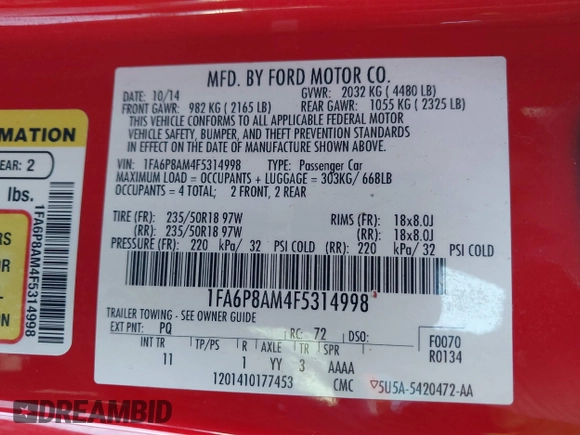 MFD. BY FORD MOTOR CO.
DATE: 10/14 GVWR: 2032 KG ( 4480 LB)
FRONT GAWR: 982 KG ( 2165 LB) REAR GAWR: 1055 KG ( 2325 LB)
THIS VEHICLE CONFORMS TO ALL APPLICABLE FEDERAL MOTOR
VEHICLE SAFETY, BUMPER, AND THEFT PREVENTION STANDARDS
IN EFFECT ON THE DATE OF MANUFACTURE SHOWN ABOVE.
VIN: 1FA6P8AM4F5314998 TYPE: Passenger Car
MAXIMUM LOAD = OCCUPANTS + LUGGAGE = 303KG/668LB
OCCUPANTS = 4 TOTAL; 2 FRONT, 2 REAR
TIRE (FR): 235/50R18 97W RIMS (FR): 18x8.0J
(RR): 235/50R18 97W (RR): 18x8.0J
PRESSURE (FR): 220 kPa/ 32 PSI COLD (RR): 220 kPa/ 32 PSI COLD
1FA6P8AM4F5314998
TRAILER TOWING - SEE OWNER GUIDE
EXT PNT: PQ RC: 72 DSO: F0070
INT TR TP/PS R AXLE TR SPR R0134
11 1 YY 3 AAAA
1201410177453 CMC 5U5A-5420472-AA
MATION
EAR: 2
lbs.
1FA6P8AM4F5314998
RS
OR
ON
DREAMBID